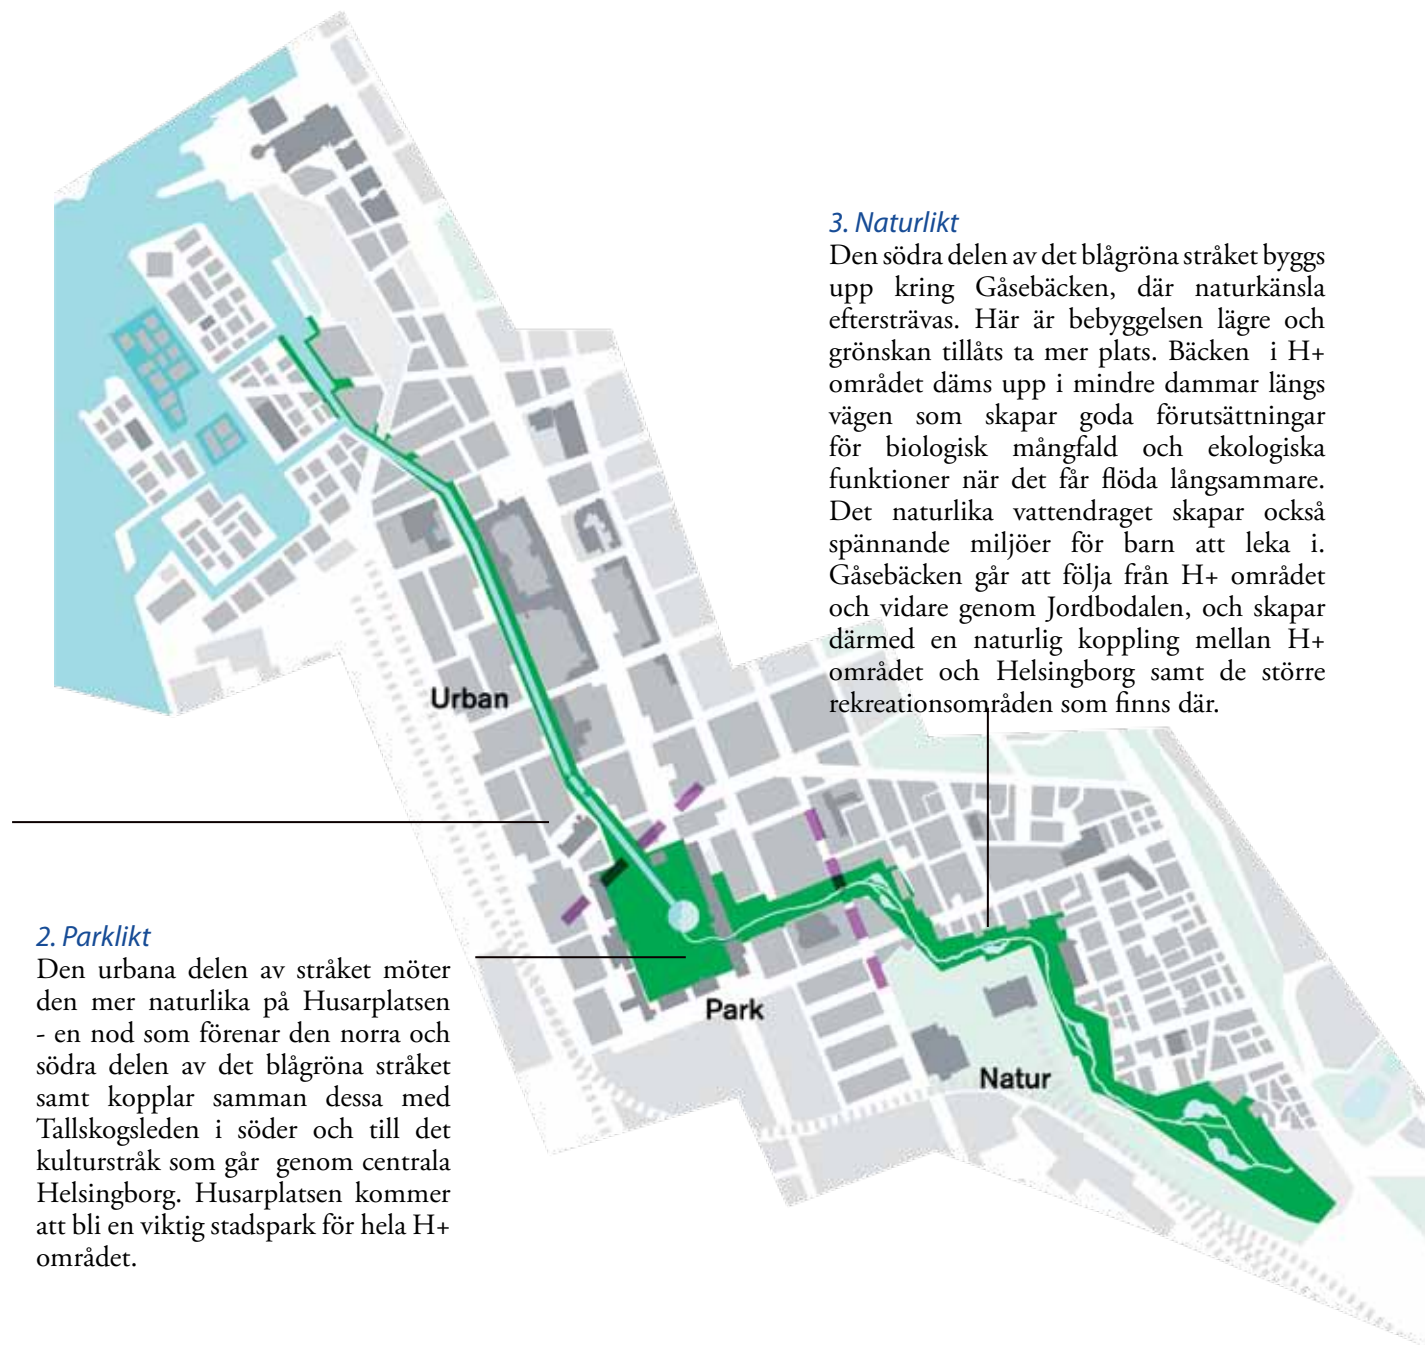 3. Naturlikt
Den södra delen av det blågröna stråket byggs
upp kring Gåsebäcken, där naturkänsla
eftersträvas. Här är bebyggelsen lägre och
grönskan tillåts ta mer plats. Bäcken i H+
området däms upp i mindre dammar längs
vägen som skapar goda förutsättningar
för biologisk mångfald och ekologiska
funktioner när det får flöda långsammare.
Det naturlika vattendraget skapar också
spännande miljöer för barn att leka i.
Gåsebäcken går att följa från H+ området
och vidare genom Jordbodalen, och skapar
därmed en naturlig koppling mellan H+
området och Helsingborg samt de större
rekreationsområden som finns där.
Urban
2. Parklikt
Den urbana delen av stråket möter
den mer naturlika på Husarplatsen
- en nod som förenar den norra och
södra delen av det blågröna stråket
samt kopplar samman dessa med
Tallskogsleden i söder och till det
kulturstråk som går genom centrala
Helsingborg. Husarplatsen kommer
att bli en viktig stadspark för hela H+
området.
Park
Natur